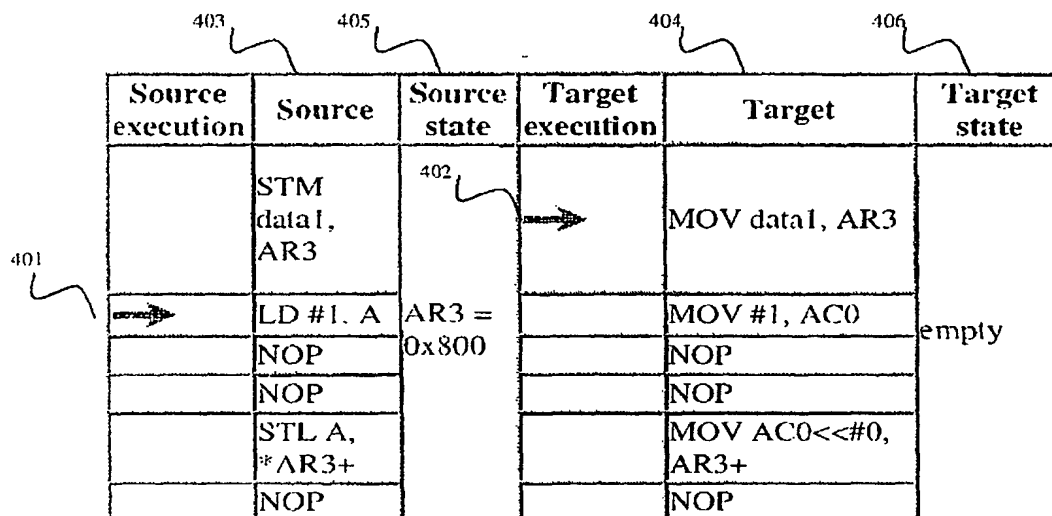 403 405 404 406
Source execution Source Source state Target execution Target Target state
402
STM data1, AR3 MOV data1, AR3
401
LD #1, A AR3 = 0x800 MOV #1, AC0 empty
NOP NOP
NOP NOP
STL A, *AR3+ MOV AC0<<#0, AR3+
NOP NOP